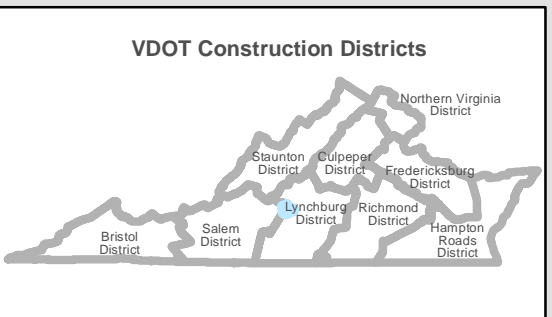 VDOT Construction Districts
Northern Virginia
District
Staunton
District
Culpeper
District
Fredericksburg
District
Lynchburg
District
Richmond
District
Salem
District
Bristol
District
Hampton
Roads
District